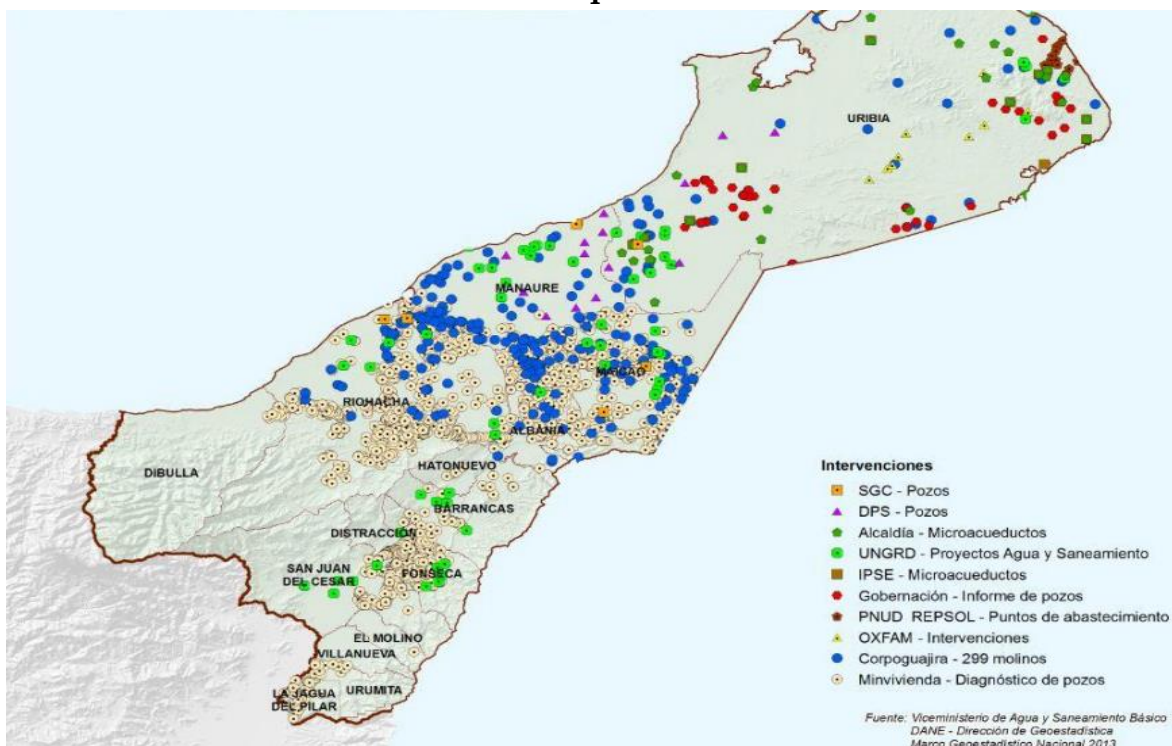 URIBIA
MANAURE
MAICAO
RIOHACHA
ALBANIA
DIBULLA
HATONUEVO
BARRANCAS
DISTRACCIÓN
SAN JUAN
DEL CESAR
FONSECA
EL MOLINO
VILLANUEVA
LA JAGUA
DEL PILAR
URUMITA
Intervenciones
SGC - Pozos
DPS - Pozos
Alcaldía - Microacueductos
UNGRD - Proyectos Agua y Saneamiento
IPSE - Microacueductos
Gobernación - Informe de pozos
PNUD REPSOL - Puntos de abastecimiento
OXFAM - Intervenciones
Corpoguajira - 299 molinos
Minvivienda - Diagnóstico de pozos
Fuente: Viceministerio de Agua y Saneamiento Básico
DANE - Dirección de Geoestadística
Marco Geoestadístico Nacional 2013